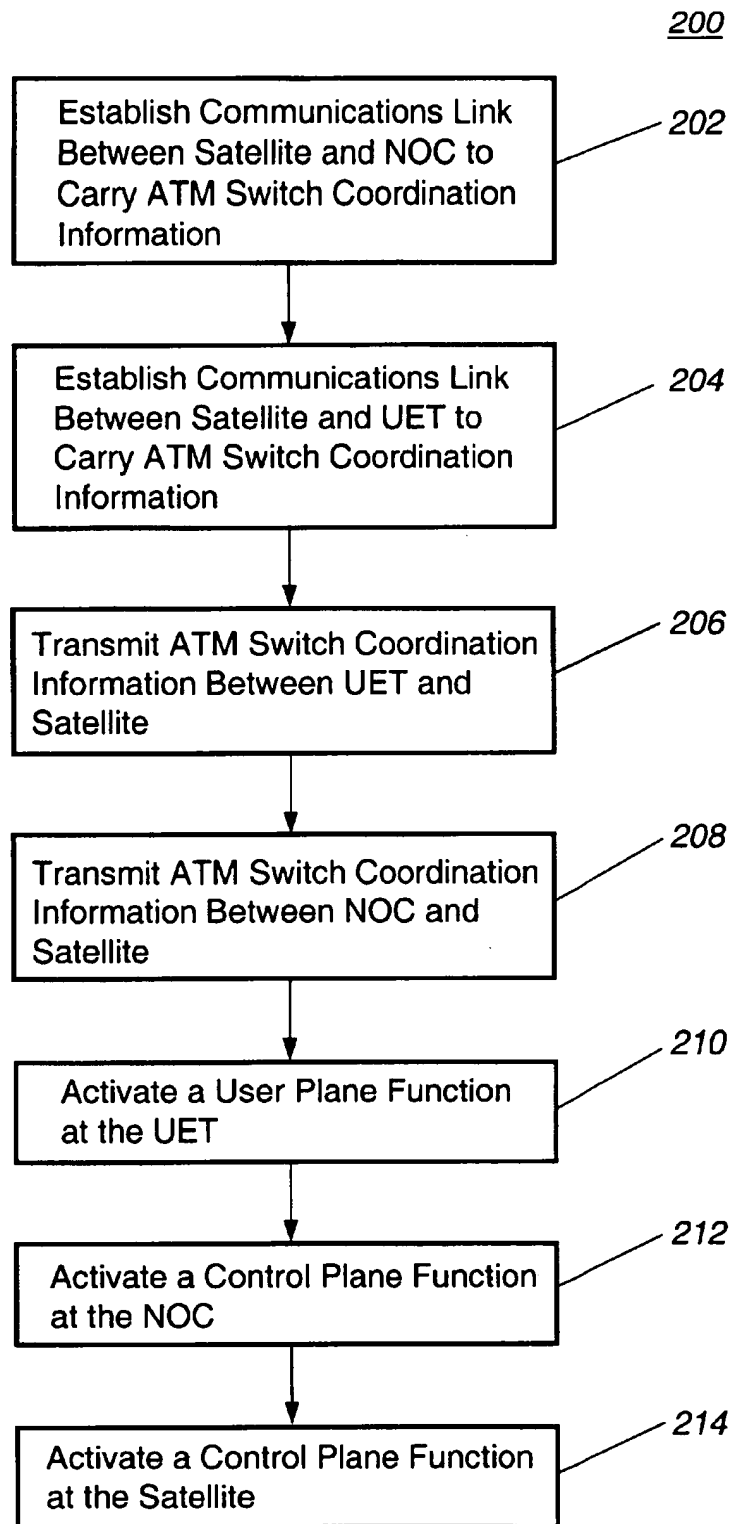 200
Establish Communications Link
Between Satellite and NOC to
Carry ATM Switch Coordination
Information
202
Establish Communications Link
Between Satellite and UET to
Carry ATM Switch Coordination
Information
204
Transmit ATM Switch Coordination
Information Between UET and
Satellite
206
Transmit ATM Switch Coordination
Information Between NOC and
Satellite
208
Activate a User Plane Function
at the UET
210
Activate a Control Plane Function
at the NOC
212
Activate a Control Plane Function
at the Satellite
214